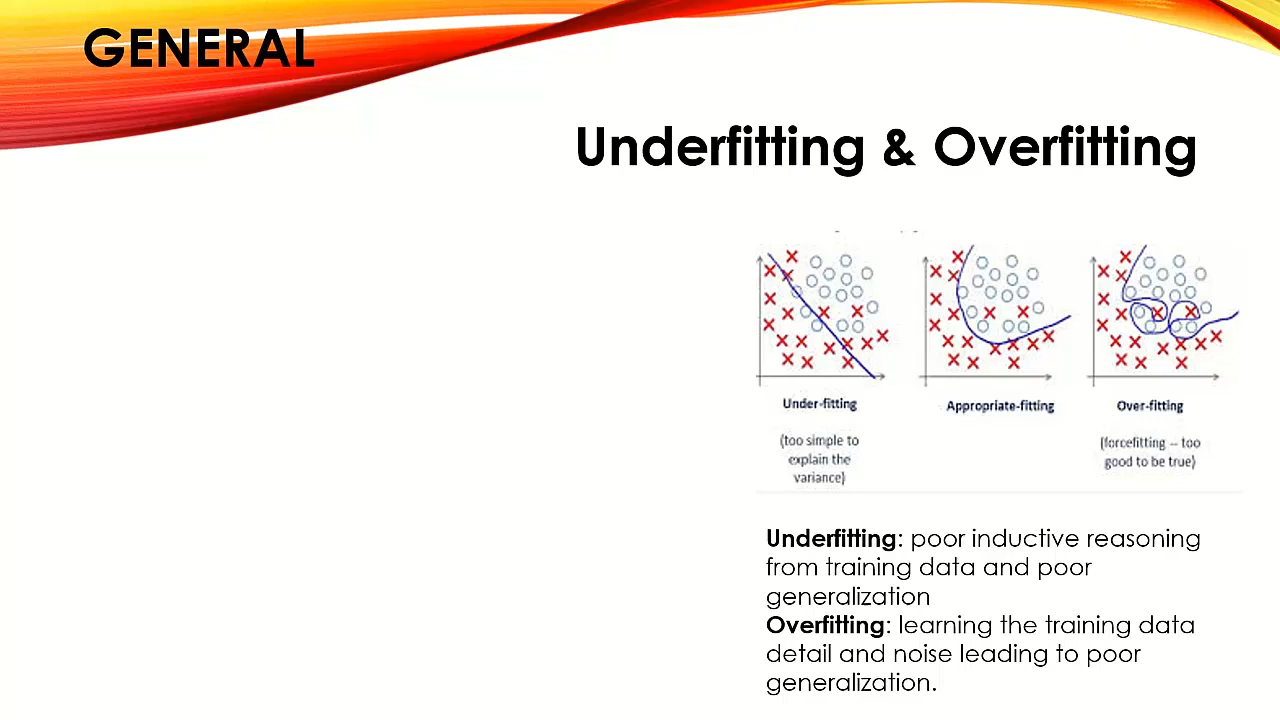 GENERAL
Underfitting & Overfitting
Under-fitting
Appropriate-fitting
Over-fitting
(too simple to
explain the
variance)
(forcefitting – too
good to be true)
Underfitting: poor inductive reasoning
from training data and poor
generalization
Overfitting: learning the training data
detail and noise leading to poor
generalization.